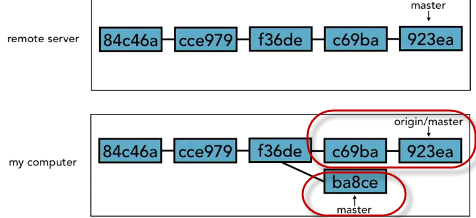 master
remote server
84c46a cce979 f36de c69ba 923ea
origin/master
my computer
84c46a cce979 f36de c69ba 923ea
ba8ce
master